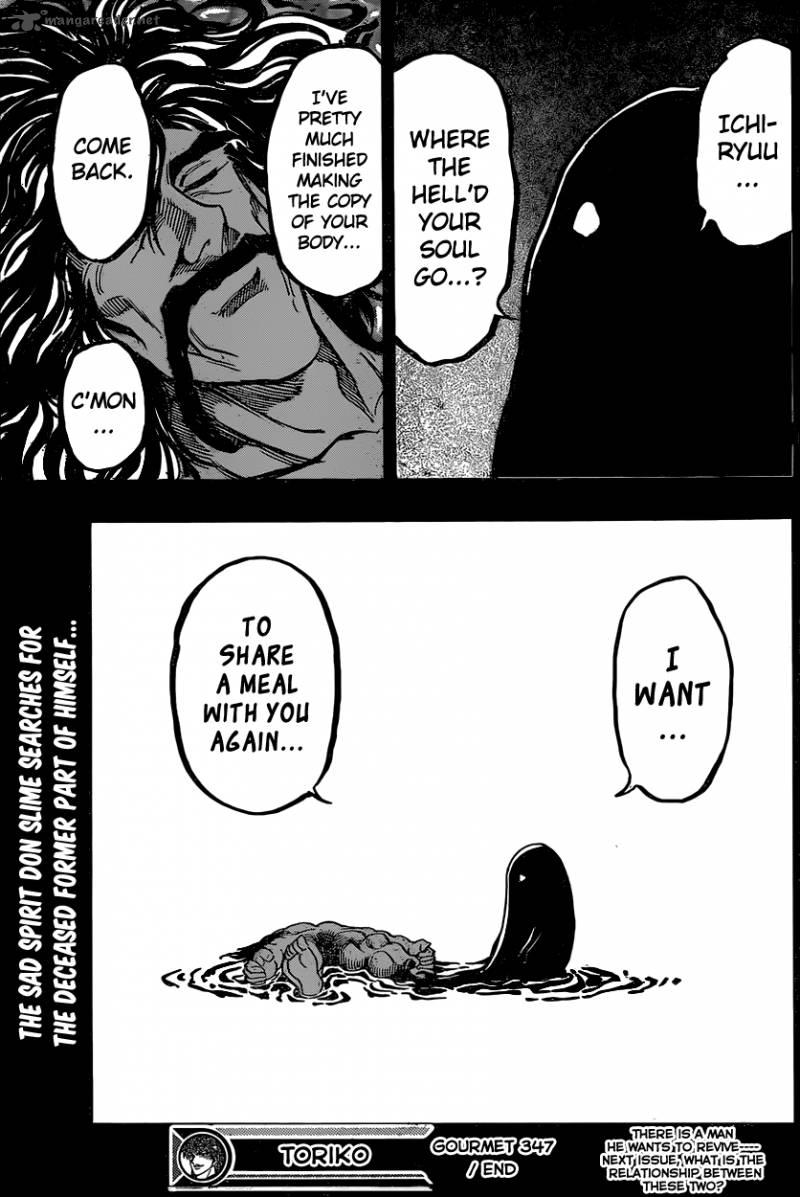 ICHI-
RYUU
...
WHERE
THE
HELL'D
YOUR
SOUL
GO...?
I'VE
PRETTY
MUCH
FINISHED
MAKING
THE COPY
OF YOUR
BODY...
COME
BACK.
C'MON
...
I
WANT
...
TO
SHARE
A MEAL
WITH YOU
AGAIN...
THE SAD SPIRIT DON SLIME SEARCHES FOR
THE DECEASED FORMER PART OF HIMSELF...
TORIKO
GOURMET 347
/ END
THERE IS A MAN
HE WANTS TO REVIVE----
NEXT ISSUE, WHAT IS THE
RELATIONSHIP BETWEEN
THESE TWO?
mangareader.net